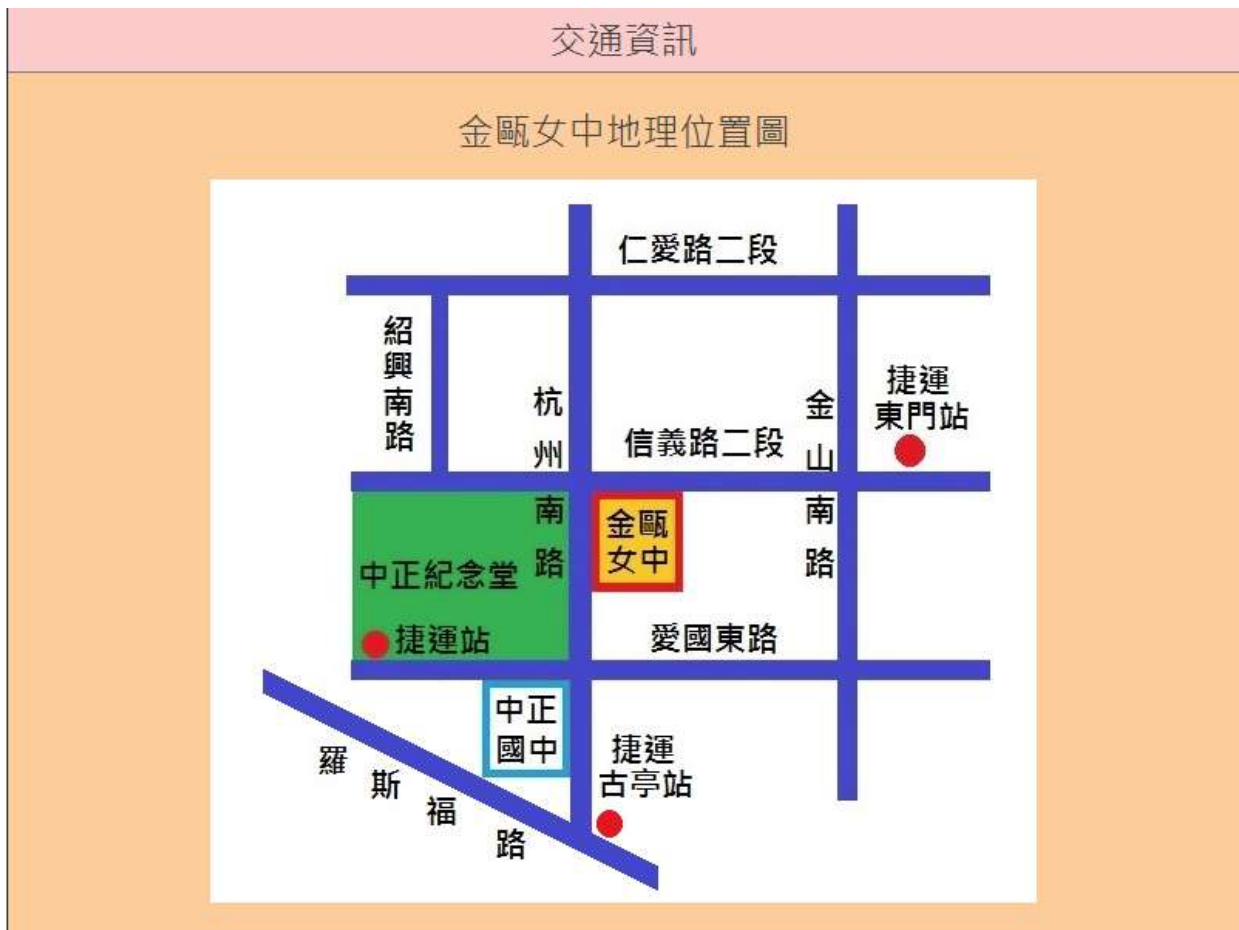 交通資訊
金甌女中地理位置圖
仁愛路二段
紹興南路
杭州南路
金山南路
捷運
東門站
信義路二段
金甌
女中
中正紀念堂
捷運站
愛國東路
中正
國中
捷運
古亭站
羅斯福路